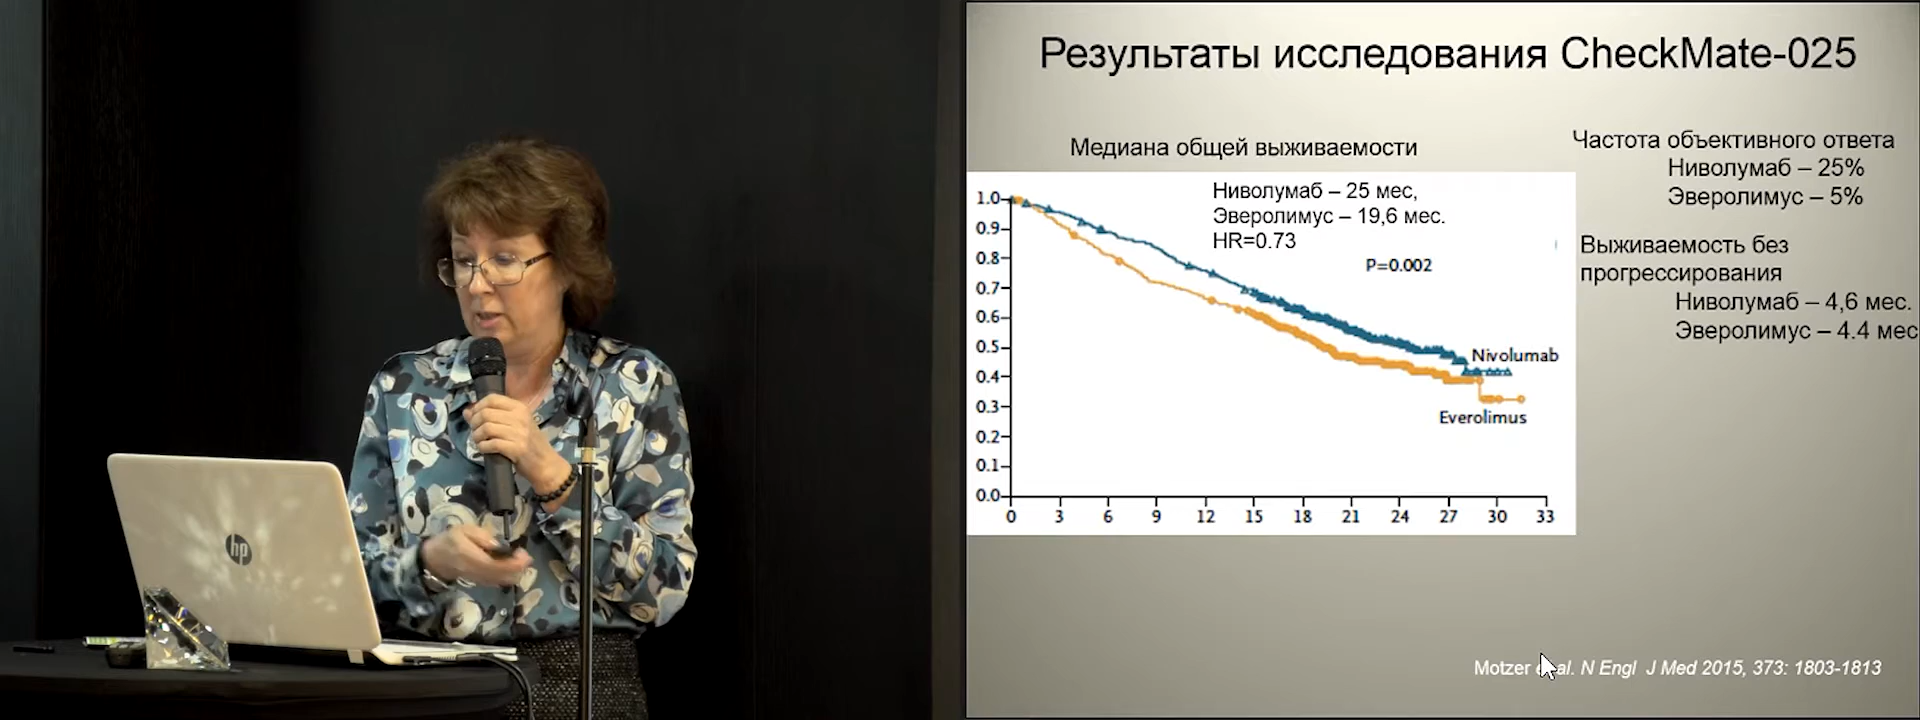 Результаты исследования CheckMate-025
Медиана общей выживаемости
Ниволумаб – 25 мес,
Эверолимус – 19,6 мес.
HR=0.73
P=0.002
1.0
0.9
0.8
0.7
0.6
0.5
0.4
0.3
0.2
0.1
0.0
0 3 6 9 12 15 18 21 24 27 30 33
Nivolumab
Everolimus
Частота объективного ответа
Ниволумаб – 25%
Эверолимус – 5%
Выживаемость без
прогрессирования
Ниволумаб – 4,6 мес.
Эверолимус – 4.4 мес
Motzer al. N Engl J Med 2015, 373: 1803-1813
hp